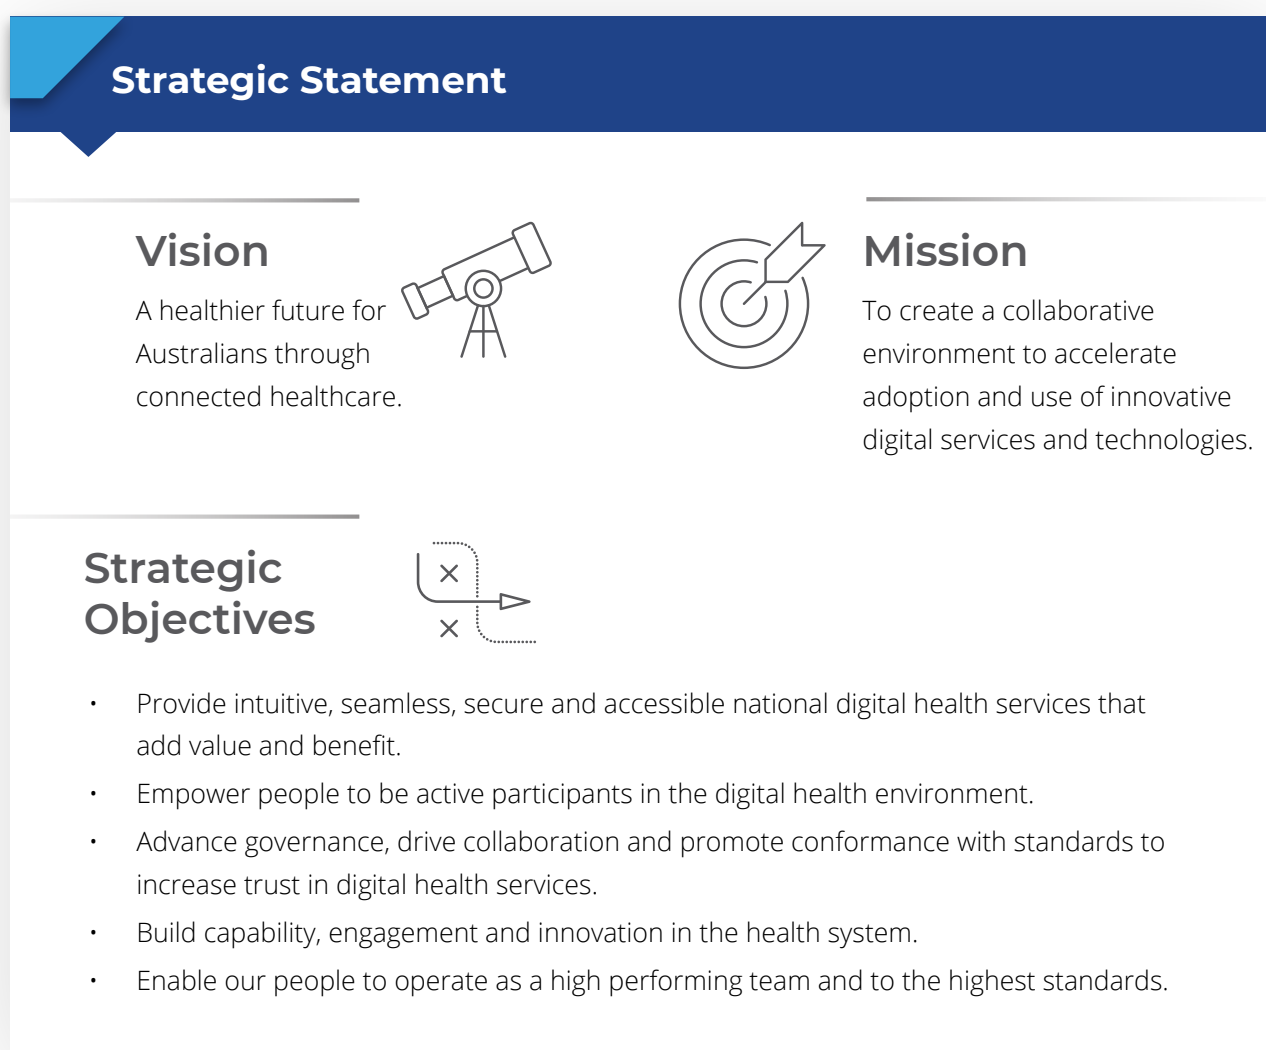 Strategic Statement
Vision
A healthier future for
Australians through
connected healthcare.
Mission
To create a collaborative
environment to accelerate
adoption and use of innovative
digital services and technologies.
Strategic
Objectives
• Provide intuitive, seamless, secure and accessible national digital health services that
add value and benefit.
• Empower people to be active participants in the digital health environment.
• Advance governance, drive collaboration and promote conformance with standards to
increase trust in digital health services.
• Build capability, engagement and innovation in the health system.
• Enable our people to operate as a high performing team and to the highest standards.